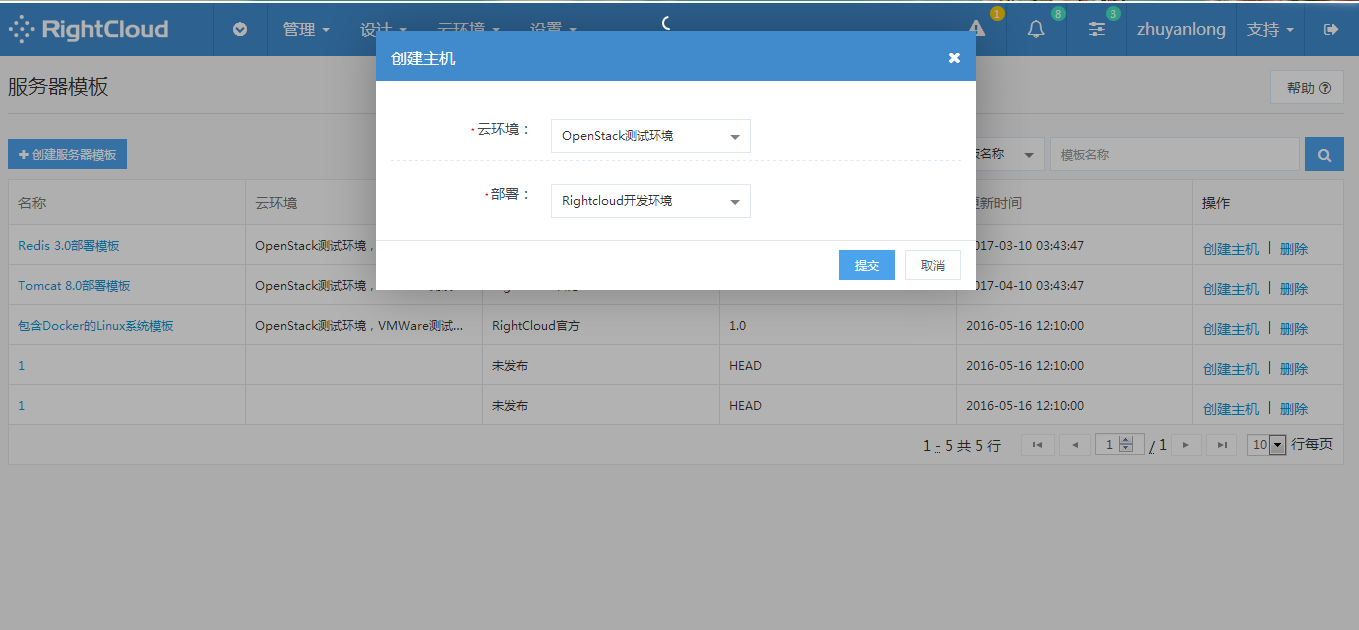 RightCloud 管理 设计 云环境 设置 1 8 3 zhuyanlong 支持
创建主机
服务器模板 帮助
云环境： OpenStack测试环境
创建服务器模板 名称 模板名称
部署： Rightcloud开发环境
名称 云环境 更新时间 操作
提交 取消
Redis 3.0部署模板 OpenStack测试环境， 2017-03-10 03:43:47 创建主机 | 删除
Tomcat 8.0部署模板 OpenStack测试环境， 2017-04-10 03:43:47 创建主机 | 删除
包含Docker的Linux系统模板 OpenStack测试环境，VMWare测试... RightCloud官方 1.0 2016-05-16 12:10:00 创建主机 | 删除
1 未发布 HEAD 2016-05-16 12:10:00 创建主机 | 删除
1 未发布 HEAD 2016-05-16 12:10:00 创建主机 | 删除
1 - 5 共 5 行 1 / 1 10 行每页